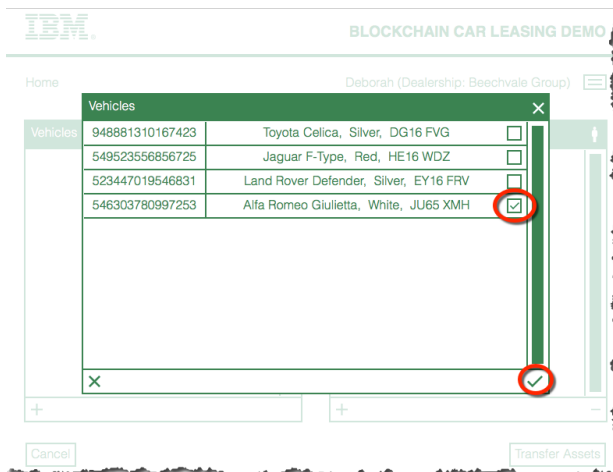 IBM.
BLOCKCHAIN CAR LEASING DEMO
Home
Deborah (Dealership: Beechvale Group)
Vehicles
Vehicles
948881310167423 Toyota Celica, Silver, DG16 FVG
549523556856725 Jaguar F-Type, Red, HE16 WDZ
523447019546831 Land Rover Defender, Silver, EY16 FRV
546303780997253 Alfa Romeo Giulietta, White, JU65 XMH
Cancel
Transfer Assets